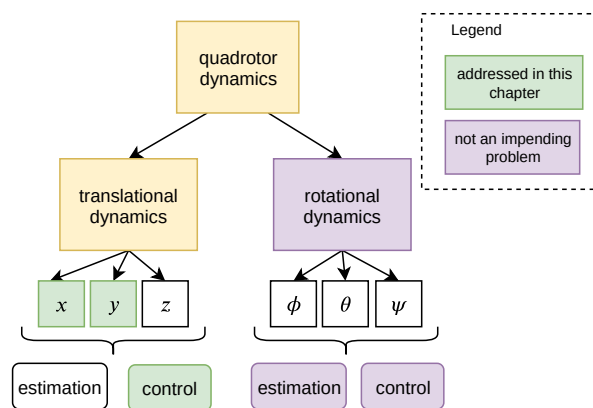 Legend
quadrotor
dynamics
addressed in this
chapter
not an impending
problem
translational
dynamics
rotational
dynamics
x y z ϕ θ ψ
estimation control estimation control